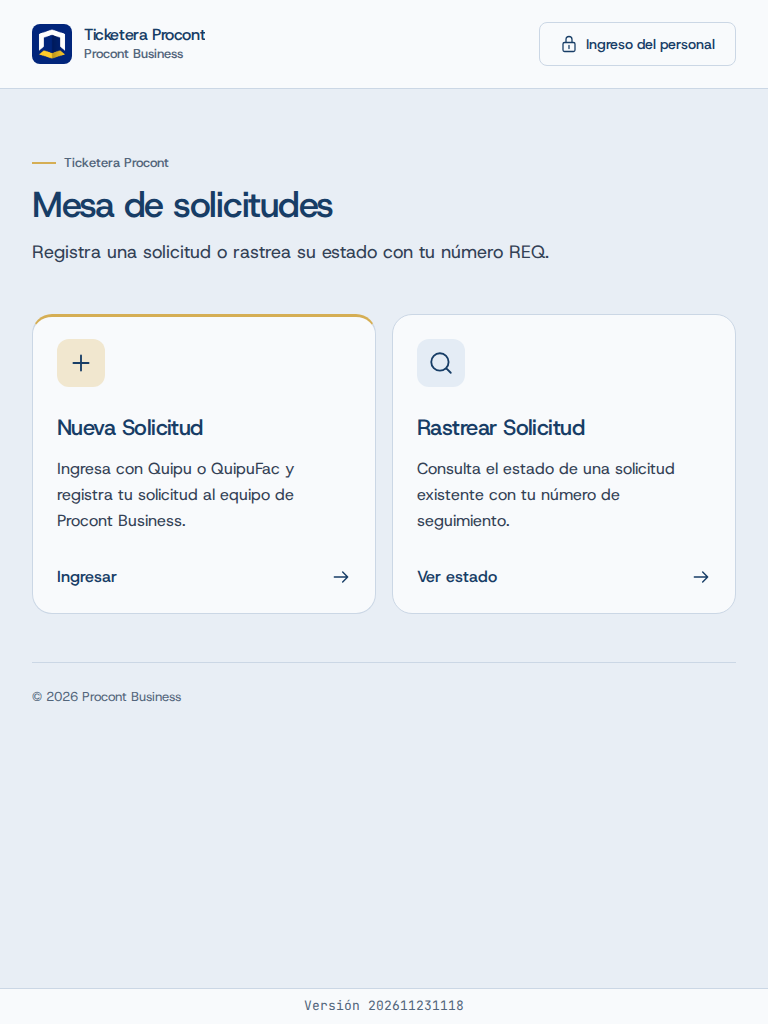 Ticketera Procont
Procont Business
Ingreso del personal
Ticketera Procont
Mesa de solicitudes
Registra una solicitud o rastrea su estado con tu número REQ.
Nueva Solicitud
Ingresa con Quipu o QuipuFac y
registra tu solicitud al equipo de
Procont Business.
Ingresar
Rastrear Solicitud
Consulta el estado de una solicitud
existente con tu número de
seguimiento.
Ver estado
© 2026 Procont Business
Versión 202611231118